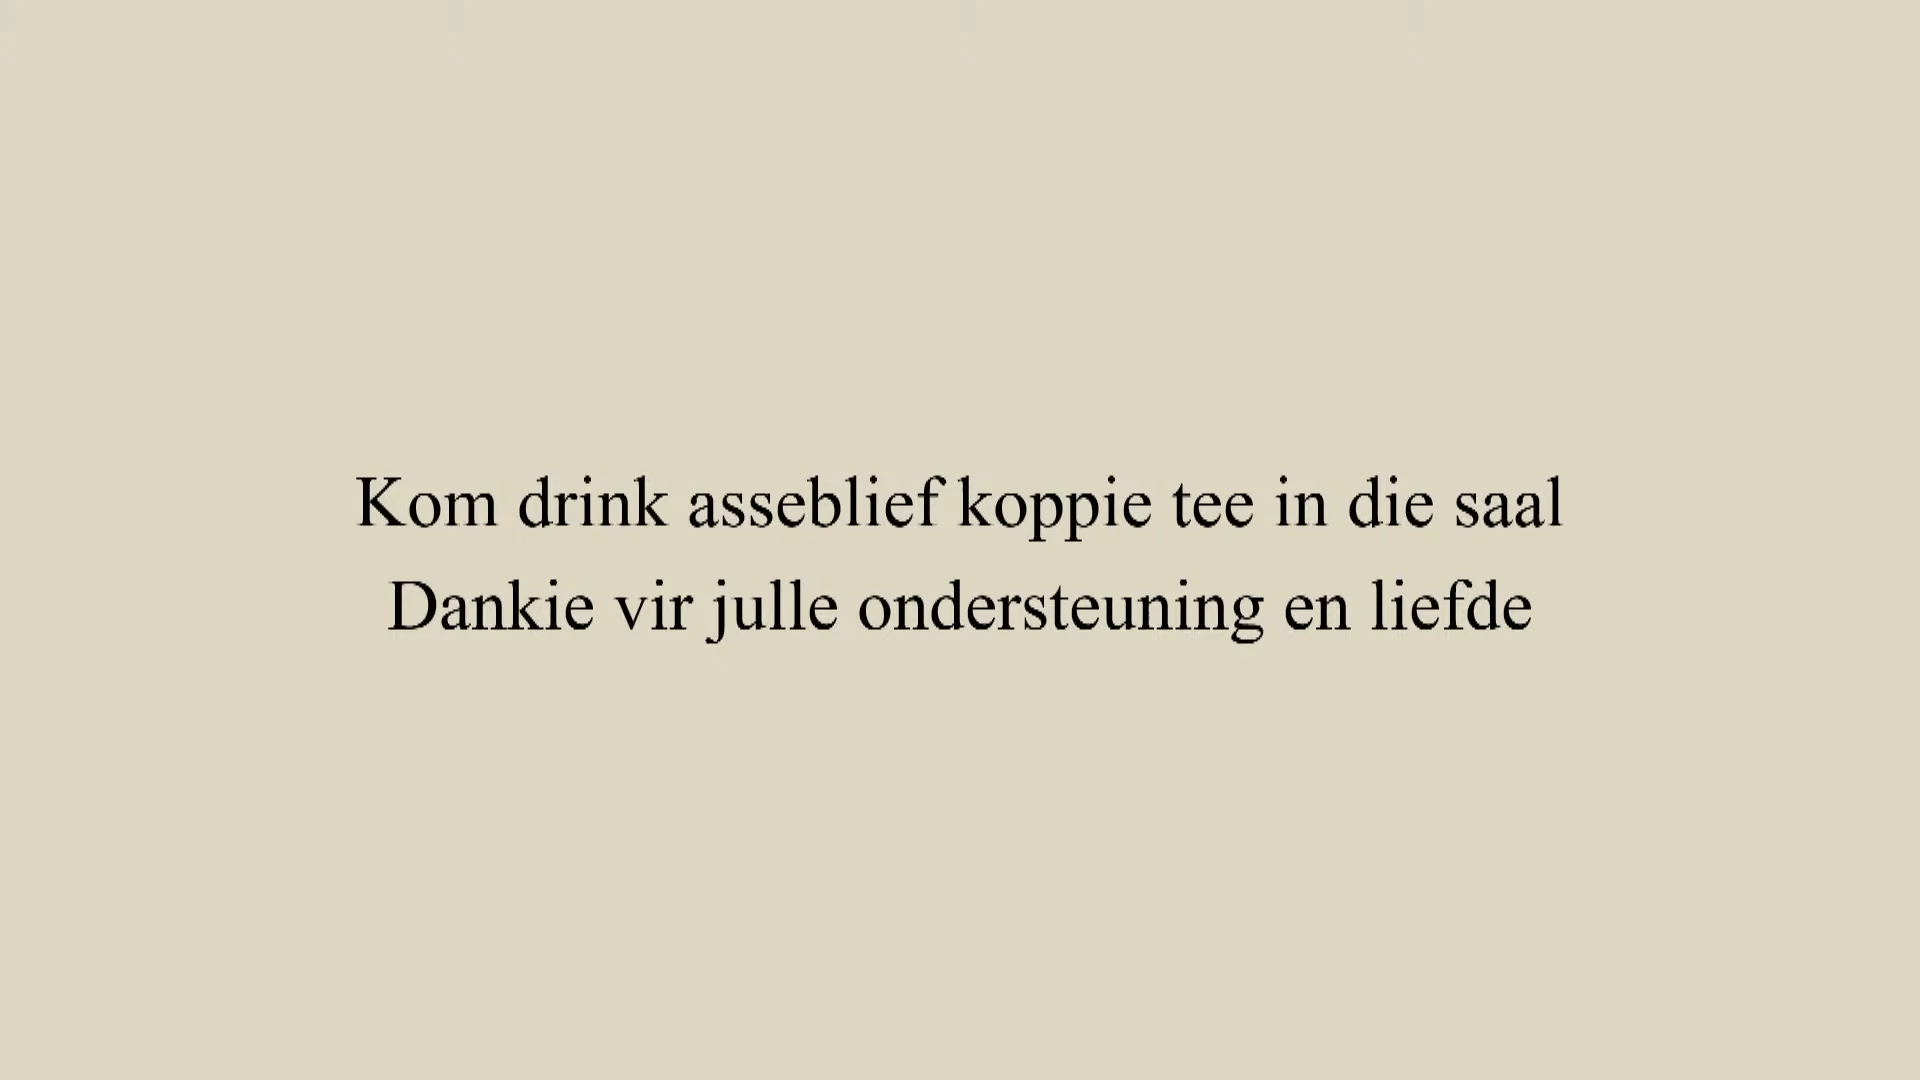 Kom drink asseblief koppie tee in die saal
Dankie vir julle ondersteuning en liefde